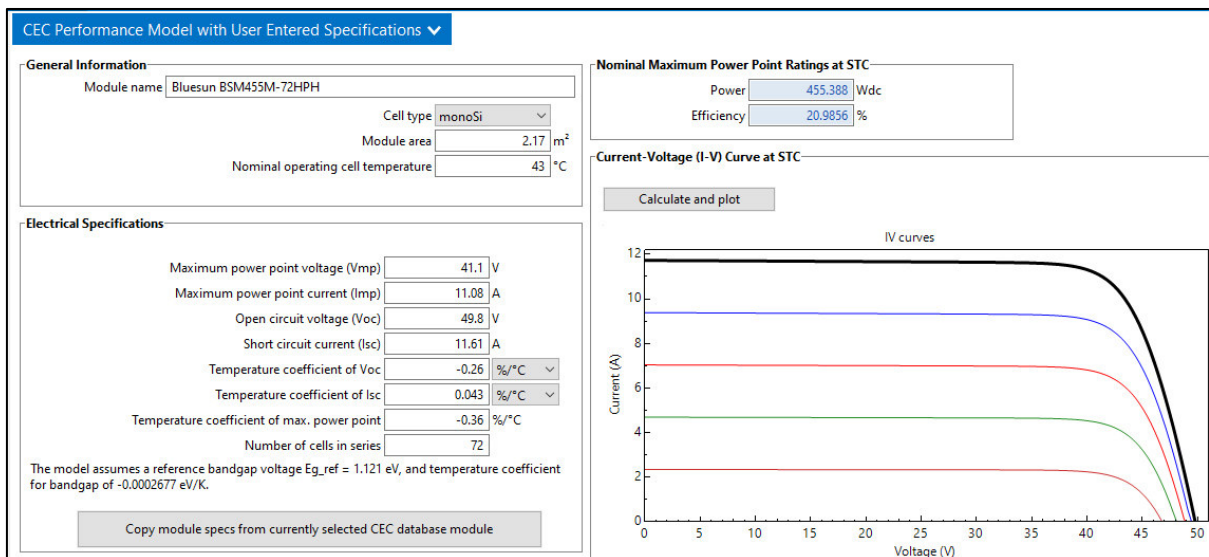 CEC Performance Model with User Entered Specifications
General Information
Module name Bluesun BSM455M-72HPH
Cell type monoSi
Module area 2.17 m²
Nominal operating cell temperature 43 °C
Electrical Specifications
Maximum power point voltage (Vmp) 41.1 V
Maximum power point current (Imp) 11.08 A
Open circuit voltage (Voc) 49.8 V
Short circuit current (Isc) 11.61 A
Temperature coefficient of Voc -0.26 %/°C
Temperature coefficient of Isc 0.043 %/°C
Temperature coefficient of max. power point -0.36 %/°C
Number of cells in series 72
The model assumes a reference bandgap voltage Eg_ref = 1.121 eV, and temperature coefficient
for bandgap of -0.0002677 eV/K.
Copy module specs from currently selected CEC database module
Nominal Maximum Power Point Ratings at STC
Power 455.388 Wdc
Efficiency 20.9856 %
Current-Voltage (I-V) Curve at STC
Calculate and plot
IV curves
12
10
8
6
4
2
0
Current (A)
0 5 10 15 20 25 30 35 40 45 50
Voltage (V)